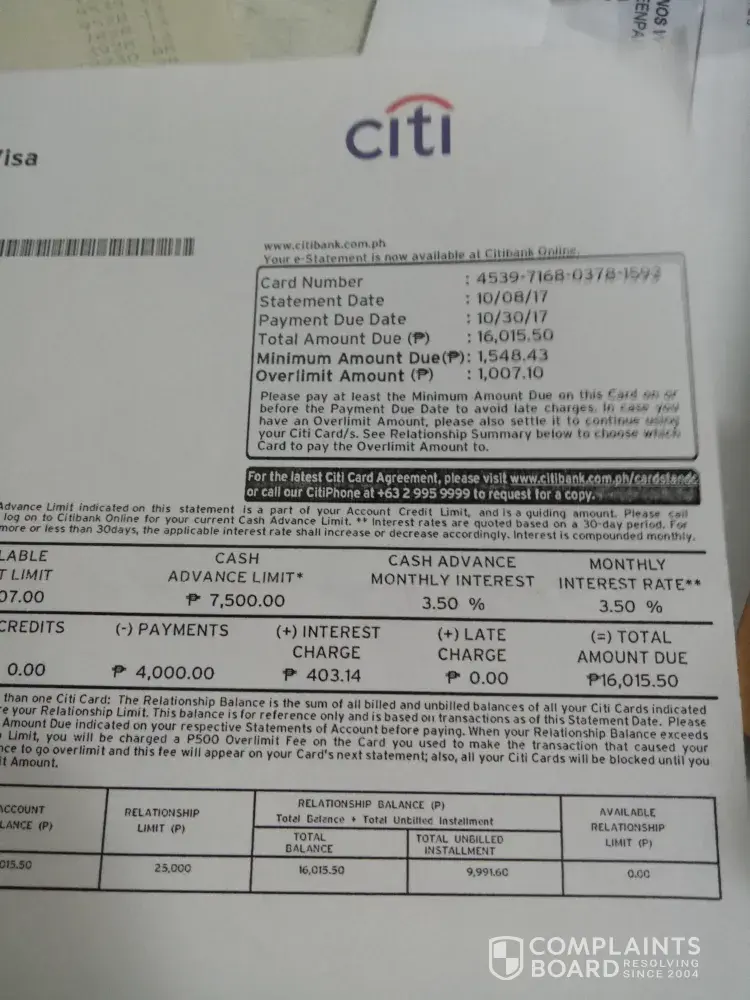 Visa
citi
NOS
EENPA
www.citibank.com.ph
Your e-Statement is now available at Citibank Online.
Card Number :
Statement Date : 10/08/17
Payment Due Date : 10/30/17
Total Amount Due (₱) : 16,015.50
Minimum Amount Due(₱): 1,548.43
Overlimit Amount (₱) : 1,007.10
Please pay at least the Minimum Amount Due on this Card on or
before the Payment Due Date to avoid late charges. In case you
have an Overlimit Amount, please also settle it to continue using
your Citi Card/s. See Relationship Summary below to choose which
Card to pay the Overlimit Amount to.
For the latest Citi Card Agreement, please visit www.citibank.com.ph/cardstandc
or call our CitiPhone at +63 2 995 9999 to request for a copy.
Advance Limit indicated on this statement is a part of your Account Credit Limit, and is a guiding amount. Please call
log on to Citibank Online for your current Cash Advance Limit. ** Interest rates are quoted based on a 30-day period. For
more or less than 30days, the applicable interest rate shall increase or decrease accordingly. Interest is compounded monthly.
LABLE CASH CASH ADVANCE MONTHLY
T LIMIT ADVANCE LIMIT* MONTHLY INTEREST INTEREST RATE**
07.00 ₱ 7,500.00 3.50 % 3.50 %
CREDITS (-) PAYMENTS (+) INTEREST (+) LATE (=) TOTAL
CHARGE CHARGE AMOUNT DUE
0.00 ₱ 4,000.00 ₱ 403.14 ₱ 0.00 ₱16,015.50
than one Citi Card: The Relationship Balance is the sum of all billed and unbilled balances of all your Citi Cards indicated
e your Relationship Limit. This balance is for reference only and is based on transactions as of this Statement Date. Please
Amount Due indicated on your respective Statements of Account before paying. When your Relationship Balance exceeds
Limit, you will be charged a P500 Overlimit Fee on the Card you used to make the transaction that caused your
nce to go overlimit and this fee will appear on your Card's next statement; also, all your Citi Cards will be blocked until you
it Amount.
ACCOUNT RELATIONSHIP RELATIONSHIP BALANCE (P) AVAILABLE
LANCE (P) LIMIT (P) Total Balance + Total Unbilled Installment RELATIONSHIP
TOTAL TOTAL UNBILLED LIMIT (P)
BALANCE INSTALLMENT
015.50 25,000 16,015.50 9,991.60 0.00
COMPLAINTS
BOARD RESOLVING
SINCE 2004